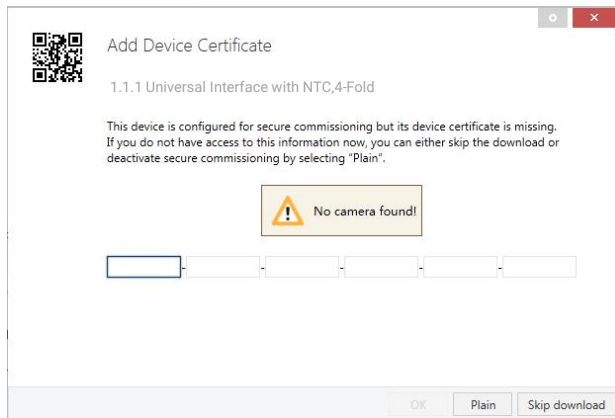 Add Device Certificate
1.1.1 Universal Interface with NTC,4-Fold
This device is configured for secure commissioning but its device certificate is missing.
If you do not have access to this information now, you can either skip the download or
deactivate secure commissioning by selecting "Plain".
No camera found!
- - - - -
OK Plain Skip download